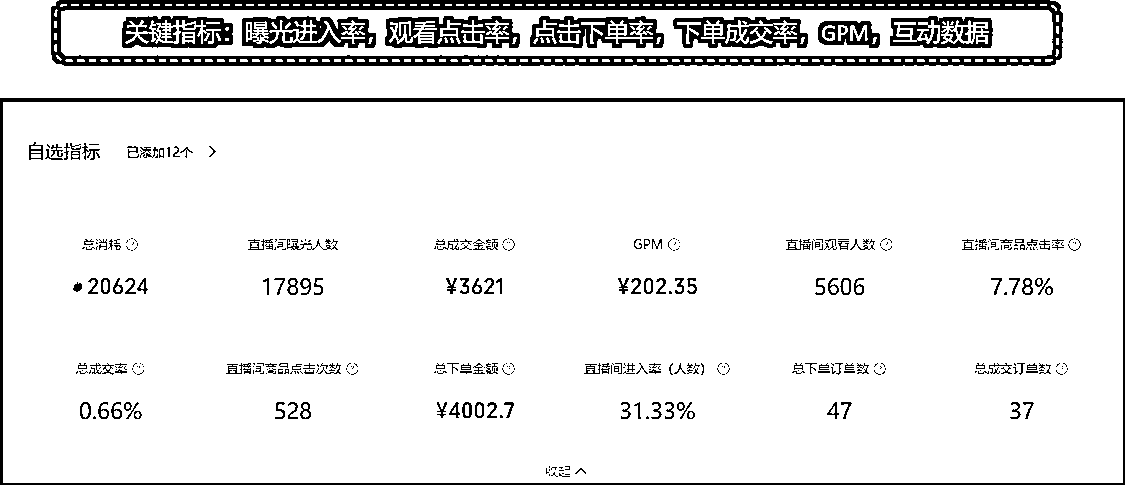 关键指标：曝光进入率，观看点击率，点击下单率，下单成交率，GPM，互动数据
自选指标 已添加12个 >
总消耗 直播间曝光人数 总成交金额 GPM 直播间观看人数 直播间商品点击率
20624 17895 ¥3621 ¥202.35 5606 7.78%
总成交率 直播间商品点击次数 总下单金额 直播间进入率（人数） 总下单订单数 总成交订单数
0.66% 528 ¥4002.7 31.33% 47 37
收起